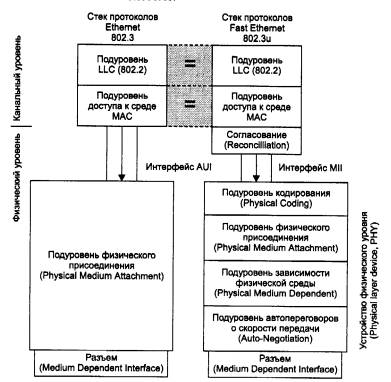 Стек протоколов
Ethernet
802.3
Стек протоколов
Fast Ethernet
802.3u
Канальный уровень
Подуровень
LLC (802.2)
=
Подуровень
LLC (802.2)
Подуровень
доступа к среде
MAC
=
Подуровень
доступа к среде
MAC
Физический уровень
Согласование
(Reconcilliation)
Интерфейс AUI
Интерфейс MII
Подуровень физического
присоединения
(Physical Medium Attachment)
Подуровень кодирования
(Physical Coding)
Подуровень физического
присоединения
(Physical Medium Attachment)
Подуровень зависимости
физической среды
(Physical Medium Dependent)
Подуровень автопереговоров
о скорости передачи
(Auto-Negotiation)
Устройство физического уровня
(Physical layer device, PHY)
Разъем
(Medium Dependent Interface)
Разъем
(Medium Dependent Interface)